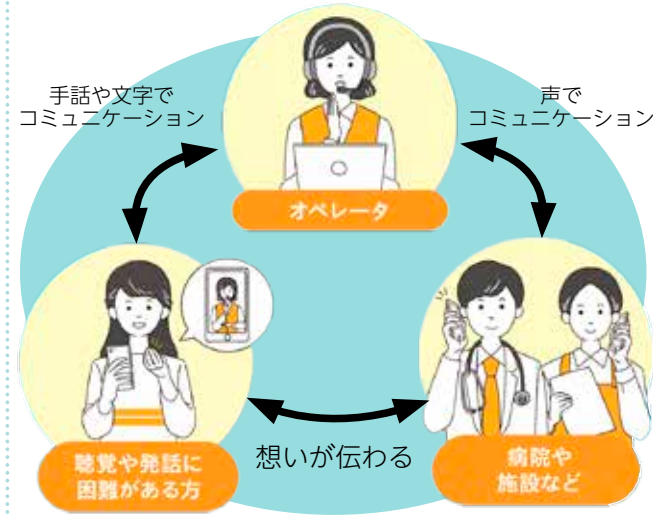 手話や文字で
コミュニケーション
声で
コミュニケーション
オペレータ
聴覚や発話に
困難がある方
想いが伝わる
病院や
施設など